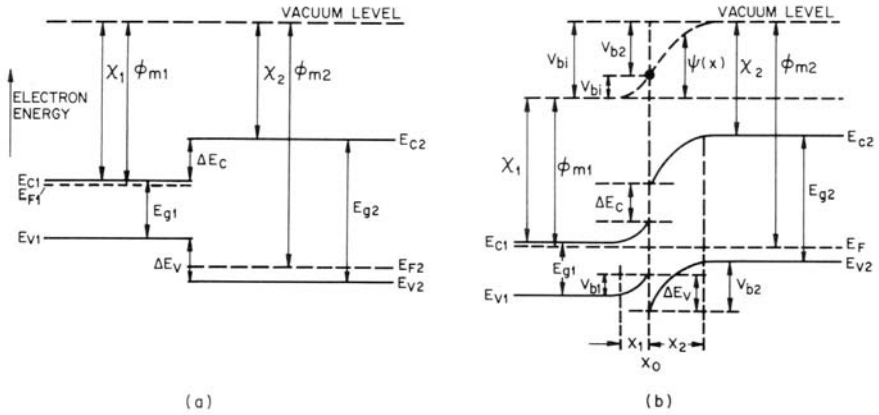 VACUUM LEVEL
χ1 ϕm1
χ2 ϕm2
ELECTRON
ENERGY
EC2
ΔEC
EC1
EF1
Eg1
Eg2
EV1
ΔEV
EF2
EV2
(a)
VACUUM LEVEL
Vbi
Vb2
Vbi
ψ(x)
χ2
ϕm2
EC2
χ1
ϕm1
ΔEC
Eg2
EC1
EF
Eg1
EV2
Vb1
ΔEV
Vb2
EV1
X1
X2
X0
(b)